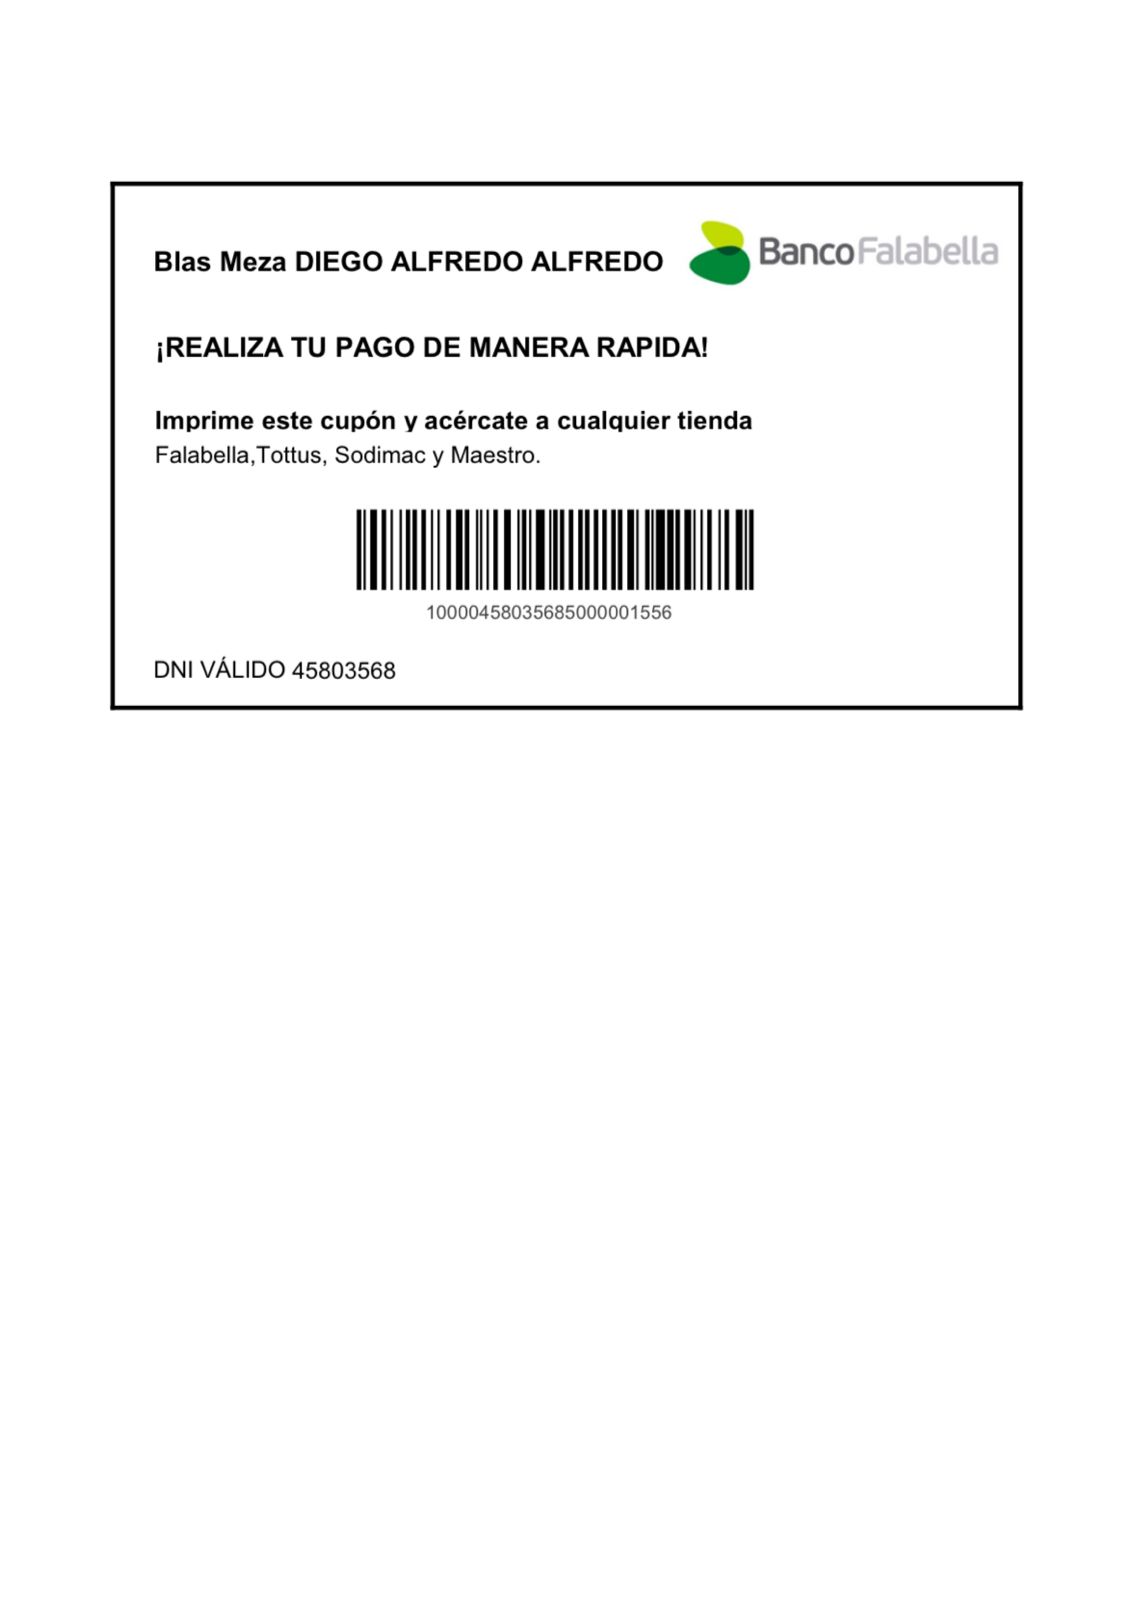 Blas Meza DIEGO ALFREDO ALFREDO
BancoFalabella
¡REALIZA TU PAGO DE MANERA RAPIDA!
Imprime este cupón y acércate a cualquier tienda
Falabella,Tottus, Sodimac y Maestro.
10000458035685000001556
DNI VÁLIDO 45803568